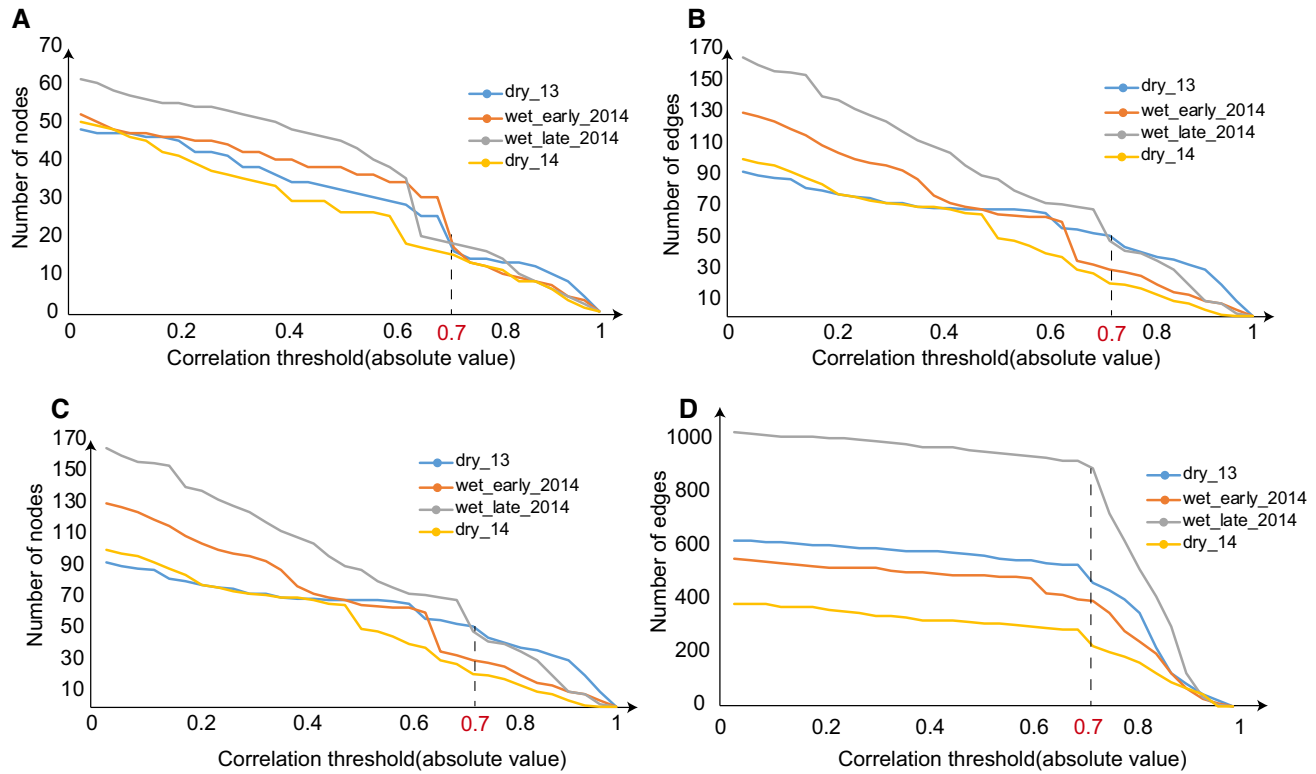 A
Number of nodes
70
60
50
40
30
20
10
0
0 0.2 0.4 0.6 0.7 0.8 1
Correlation threshold(absolute value)
dry_13
wet_early_2014
wet_late_2014
dry_14
B
Number of edges
170
150
130
110
90
70
50
30
10
0 0.2 0.4 0.6 0.7 0.8 1
Correlation threshold(absolute value)
dry_13
wet_early_2014
wet_late_2014
dry_14
C
Number of nodes
170
150
130
110
90
70
50
30
10
0 0.2 0.4 0.6 0.7 0.8 1
Correlation threshold(absolute value)
dry_13
wet_early_2014
wet_late_2014
dry_14
D
Number of edges
1000
800
600
400
200
0
0 0.2 0.4 0.6 0.7 0.8 1
Correlation threshold(absolute value)
dry_13
wet_early_2014
wet_late_2014
dry_14